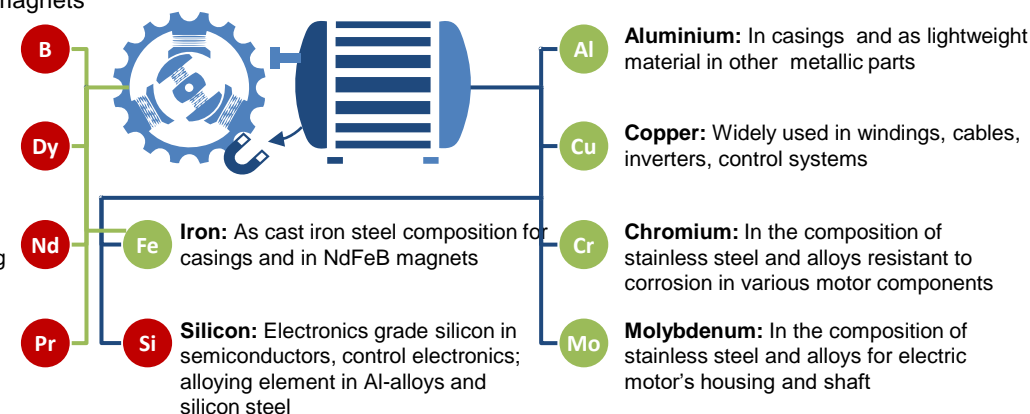 magnets
B
Dy
Nd
g
Pr
Fe
Iron: As cast iron steel composition for
casings and in NdFeB magnets
Si
Silicon: Electronics grade silicon in
semiconductors, control electronics;
alloying element in Al-alloys and
silicon steel
Al
Aluminium: In casings and as lightweight
material in other metallic parts
Cu
Copper: Widely used in windings, cables,
inverters, control systems
Cr
Chromium: In the composition of
stainless steel and alloys resistant to
corrosion in various motor components
Mo
Molybdenum: In the composition of
stainless steel and alloys for electric
motor's housing and shaft